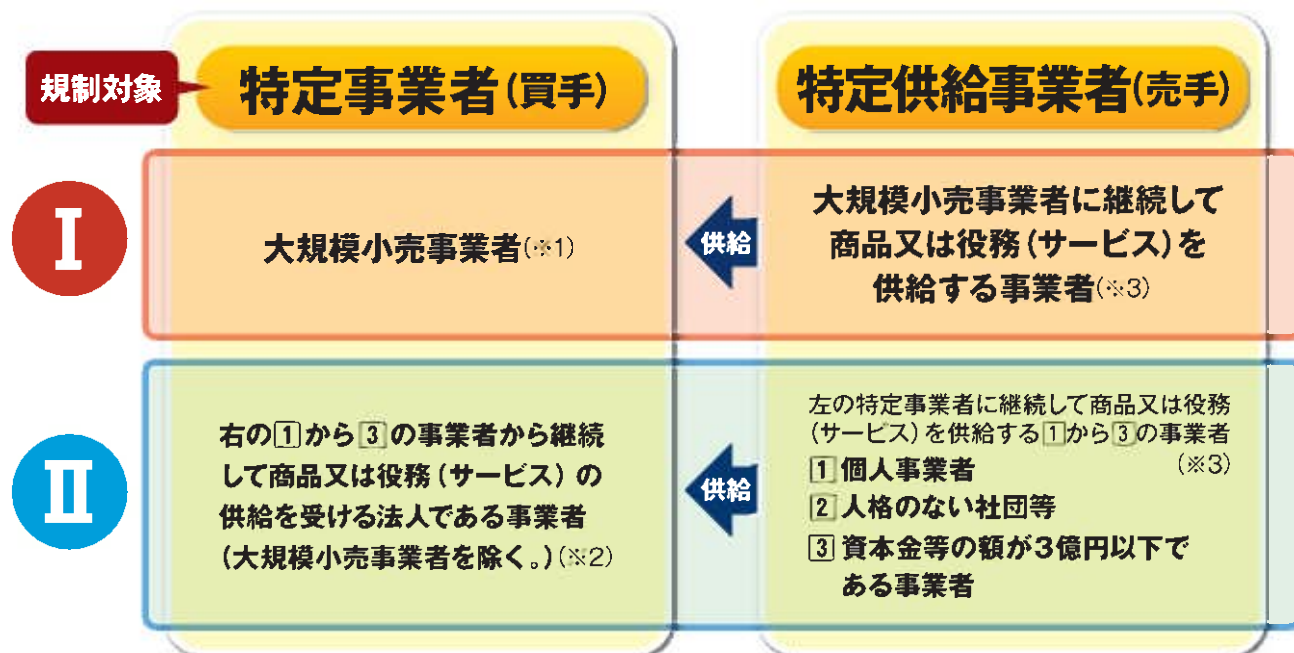 規制対象
特定事業者(買手)
特定供給事業者(売手)
Ⅰ
大規模小売事業者(※1)
供給
大規模小売事業者に継続して
商品又は役務(サービス)を
供給する事業者(※3)
Ⅱ
右の1から3の事業者から継続
して商品又は役務(サービス)の
供給を受ける法人である事業者
(大規模小売事業者を除く。)(※2)
供給
左の特定事業者に継続して商品又は役務
(サービス)を供給する1から3の事業者
(※3)
1 個人事業者
2 人格のない社団等
3 資本金等の額が3億円以下で
ある事業者